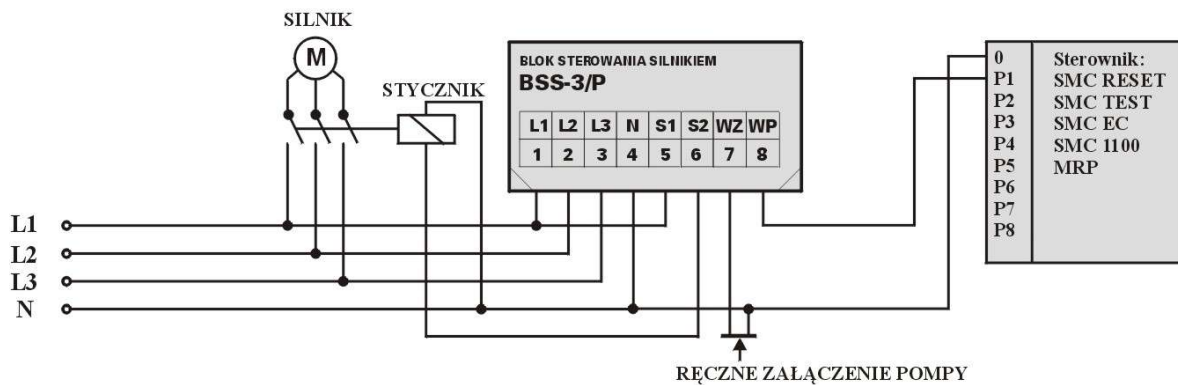 SILNIK
M
STYCZNIK
BLOK STEROWANIA SILNIKIEM
BSS-3/P
L1 L2 L3 N S1 S2 WZ WP
1 2 3 4 5 6 7 8
0
P1
P2
P3
P4
P5
P6
P7
P8
Sterownik:
SMC RESET
SMC TEST
SMC EC
SMC 1100
MRP
L1
L2
L3
N
RĘCZNE ZAŁĄCZENIE POMPY